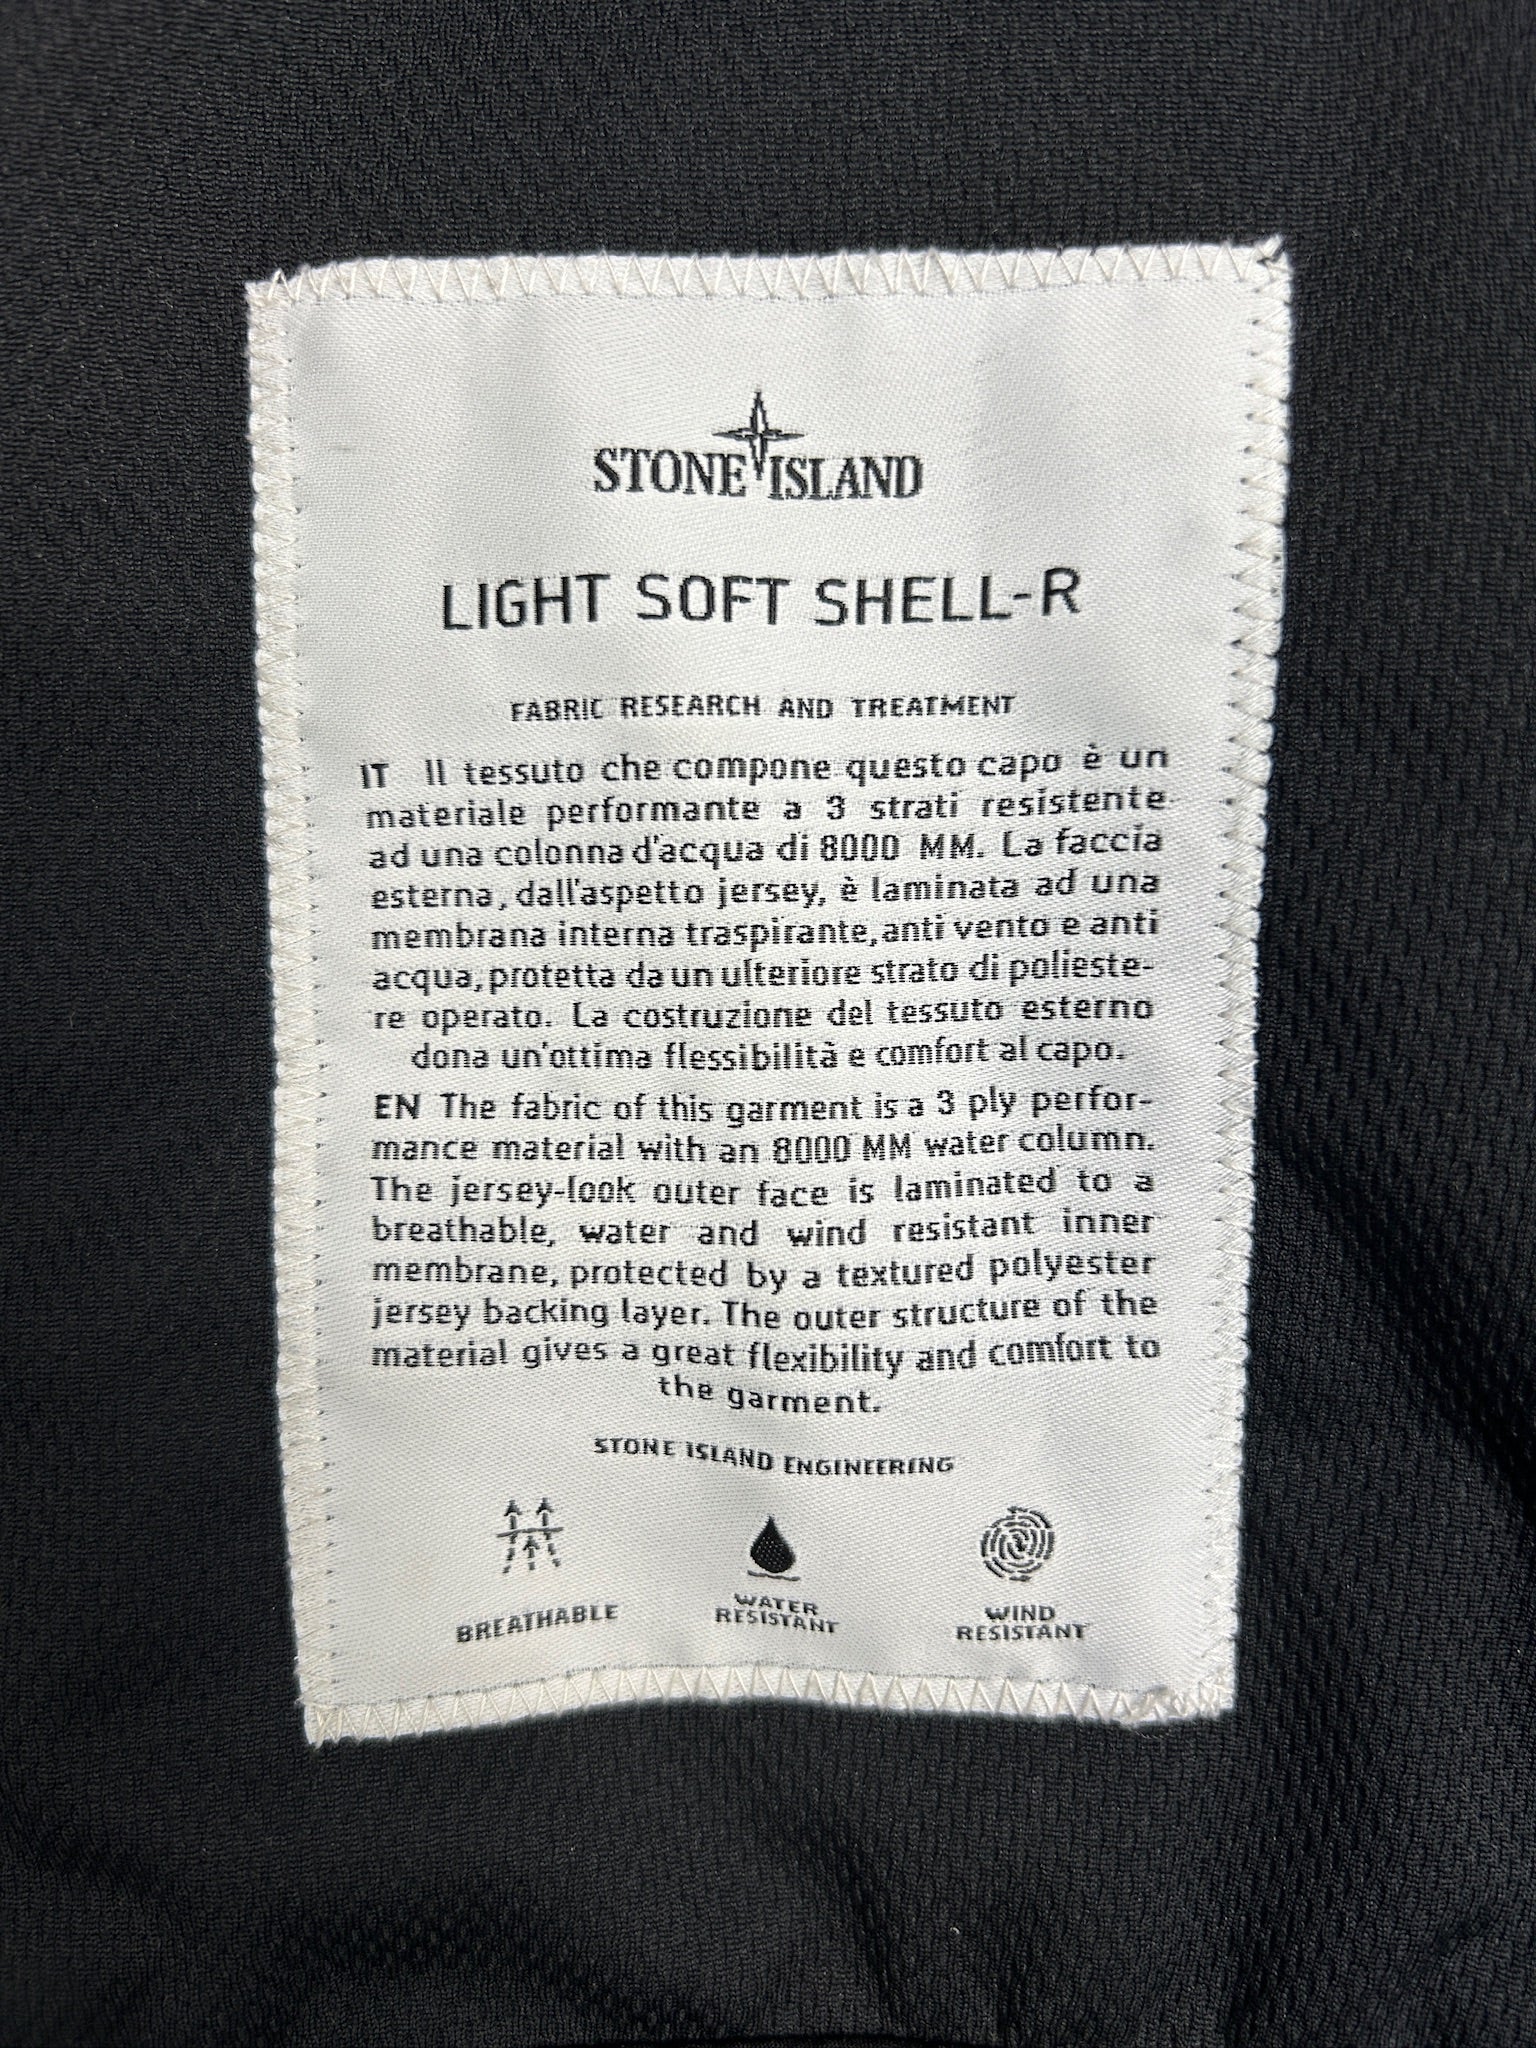 STONE ISLAND
LIGHT SOFT SHELL-R
FABRIC RESEARCH AND TREATMENT
IT Il tessuto che compone questo capo è un
materiale performante a 3 strati resistente
ad una colonna d'acqua di 8000 MM. La faccia
esterna, dall'aspetto jersey, è laminata ad una
membrana interna traspirante, anti vento e anti
acqua, protetta da un ulteriore strato di polieste-
re operato. La costruzione del tessuto esterno
dona un'ottima flessibilità e comfort al capo.
EN The fabric of this garment is a 3 ply perfor-
mance material with an 8000 MM water column.
The jersey-look outer face is laminated to a
breathable, water and wind resistant inner
membrane, protected by a textured polyester
jersey backing layer. The outer structure of the
material gives a great flexibility and comfort to
the garment.
STONE ISLAND ENGINEERING
BREATHABLE
WATER
RESISTANT
WIND
RESISTANT